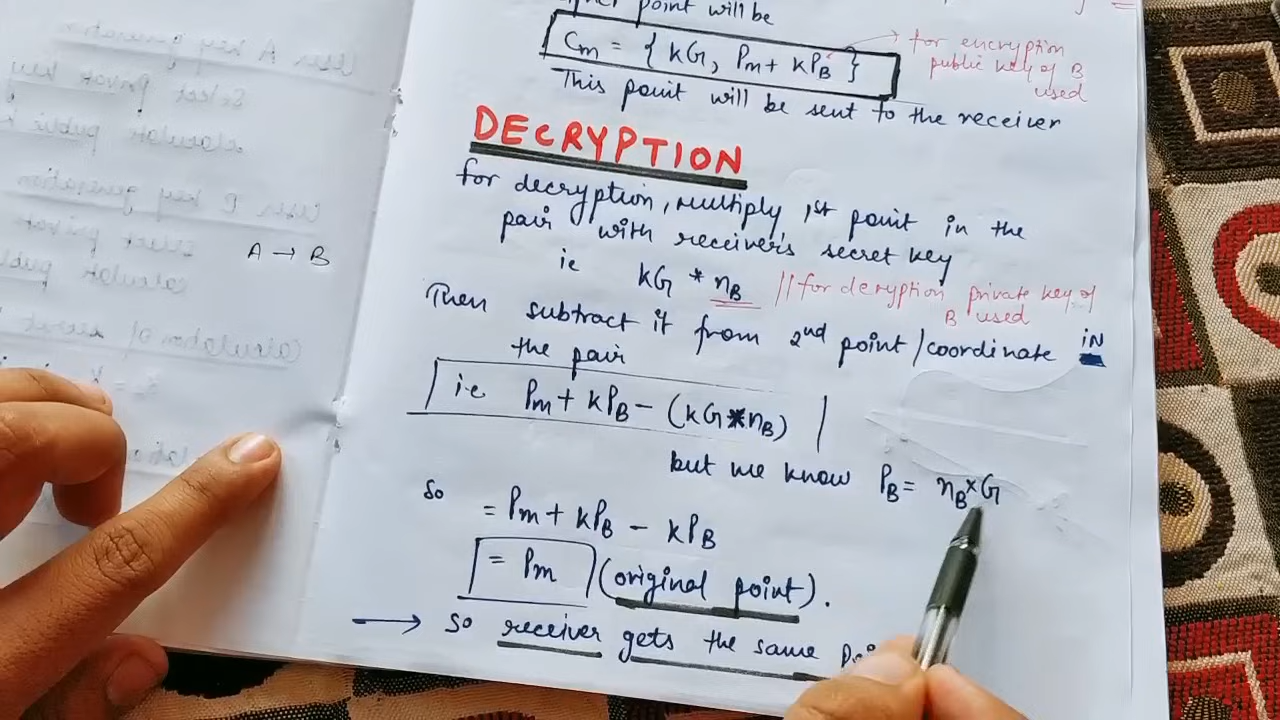 point will be
Cm = { kG, Pm + kPB }
→ for encryption
public key of B
used
This point will be sent to the receiver
DECRYPTION
for decryption, multiply 1st point in the
pair with receiver's secret key
ie kG * nB // for decryption private key of
B used
Then subtract it from 2nd point / coordinate IN
the pair
ie Pm + kPB - (kG * nB)
but we know PB = nB × G
so = Pm + kPB - kPB
= Pm (original point).
→ so receiver gets the same
A → B